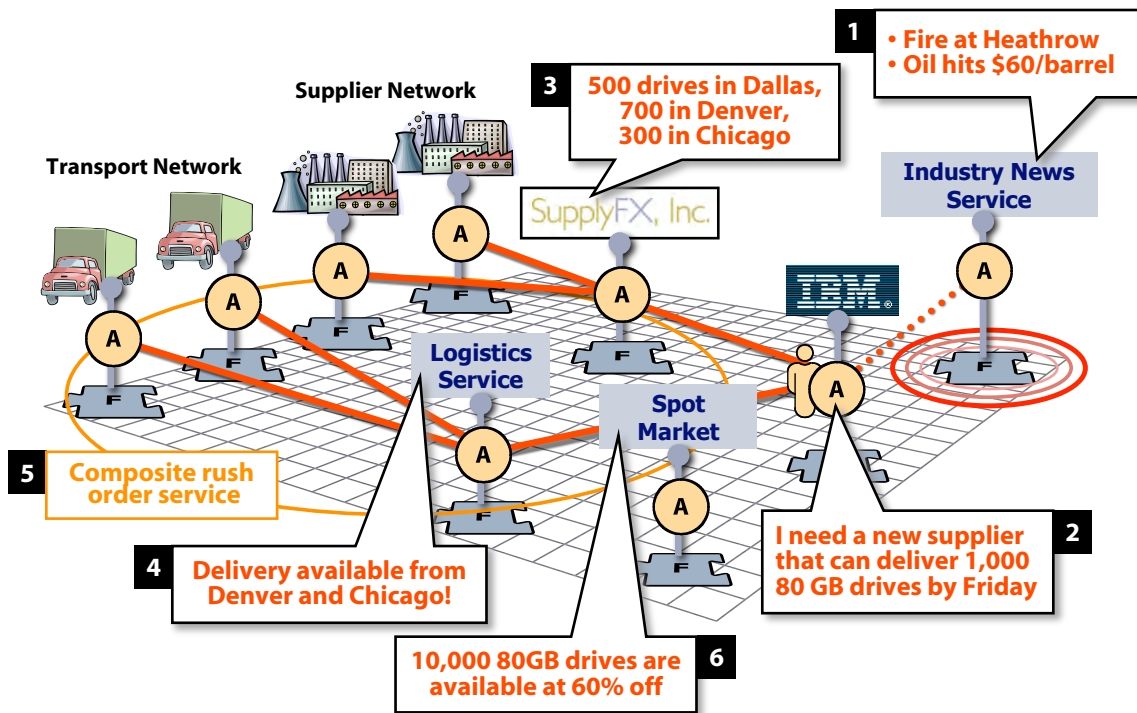 1
• Fire at Heathrow
• Oil hits $60/barrel
3
500 drives in Dallas,
700 in Denver,
300 in Chicago
Supplier Network
Transport Network
Industry News
Service
SupplyFX, Inc.
IBM®
A
A
A
A
A
A
A
A
A
F
F
F
F
F
F
F
F
Logistics
Service
Spot
Market
5
Composite rush
order service
4
Delivery available from
Denver and Chicago!
2
I need a new supplier
that can deliver 1,000
80 GB drives by Friday
6
10,000 80GB drives are
available at 60% off